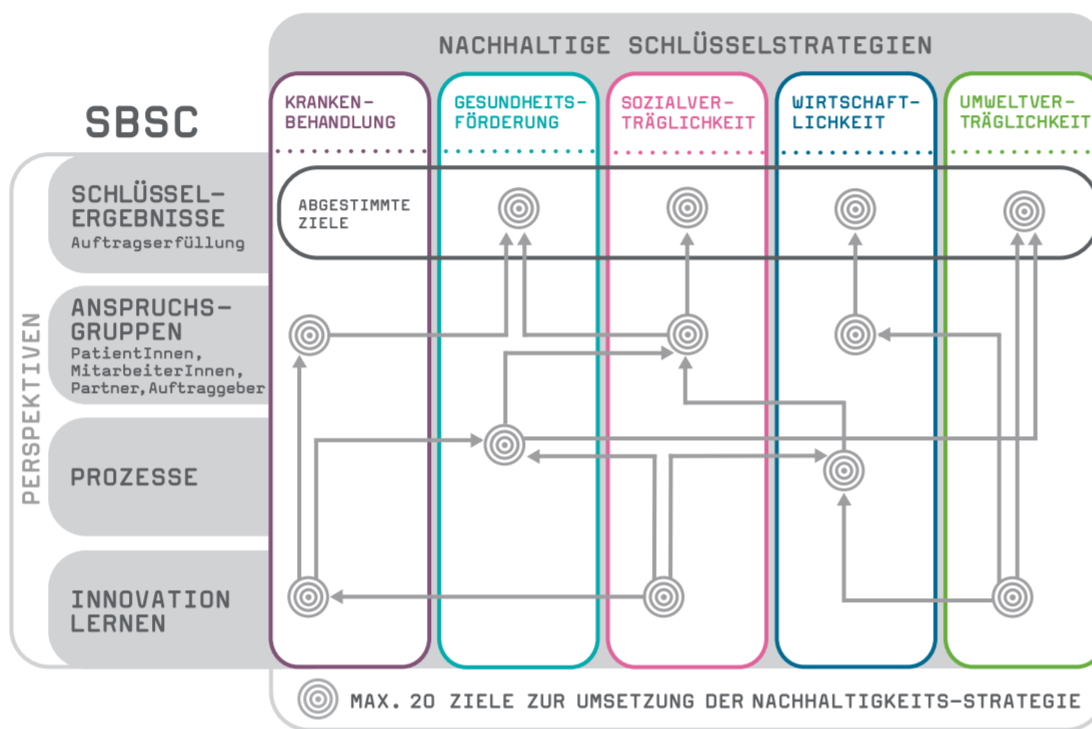 NACHHALTIGE SCHLÜSSELSTRATEGIEN
SBSC
KRANKEN-
BEHANDLUNG
GESUNDHEITS-
FÖRDERUNG
SOZIALVER-
TRÄGLICHKEIT
WIRTSCHAFT-
LICHKEIT
UMWELTVER-
TRÄGLICHKEIT
PERSPEKTIVEN
SCHLÜSSEL-
ERGEBNISSE
Auftragserfüllung
ABGESTIMMTE
ZIELE
ANSPRUCHS-
GRUPPEN
PatientInnen,
MitarbeiterInnen,
Partner,Auftraggeber
PROZESSE
INNOVATION
LERNEN
MAX. 20 ZIELE ZUR UMSETZUNG DER NACHHALTIGKEITS-STRATEGIE